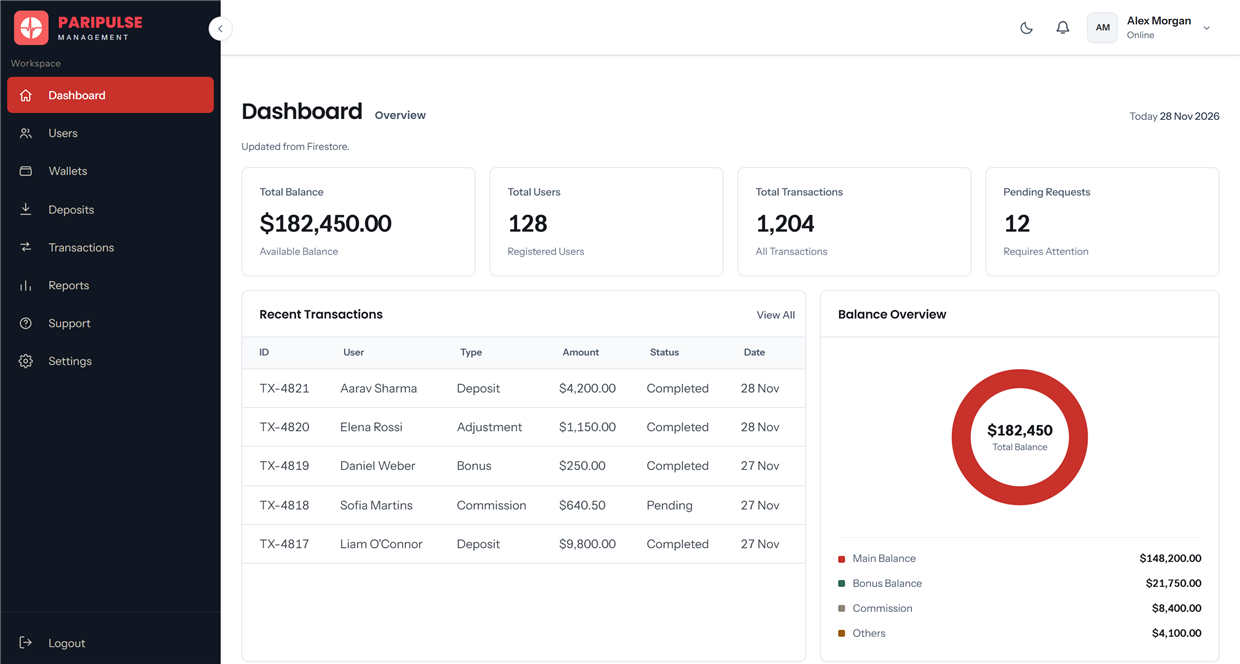 PARIPULSE
MANAGEMENT
Workspace
Dashboard
Users
Wallets
Deposits
Transactions
Reports
Support
Settings
Logout
AM
Alex Morgan
Online
Dashboard Overview
Today 28 Nov 2026
Updated from Firestore.
Total Balance
$182,450.00
Available Balance
Total Users
128
Registered Users
Total Transactions
1,204
All Transactions
Pending Requests
12
Requires Attention
Recent Transactions View All
ID User Type Amount Status Date
TX-4821 Aarav Sharma Deposit $4,200.00 Completed 28 Nov
TX-4820 Elena Rossi Adjustment $1,150.00 Completed 28 Nov
TX-4819 Daniel Weber Bonus $250.00 Completed 27 Nov
TX-4818 Sofia Martins Commission $640.50 Pending 27 Nov
TX-4817 Liam O'Connor Deposit $9,800.00 Completed 27 Nov
Balance Overview
$182,450
Total Balance
Main Balance $148,200.00
Bonus Balance $21,750.00
Commission $8,400.00
Others $4,100.00